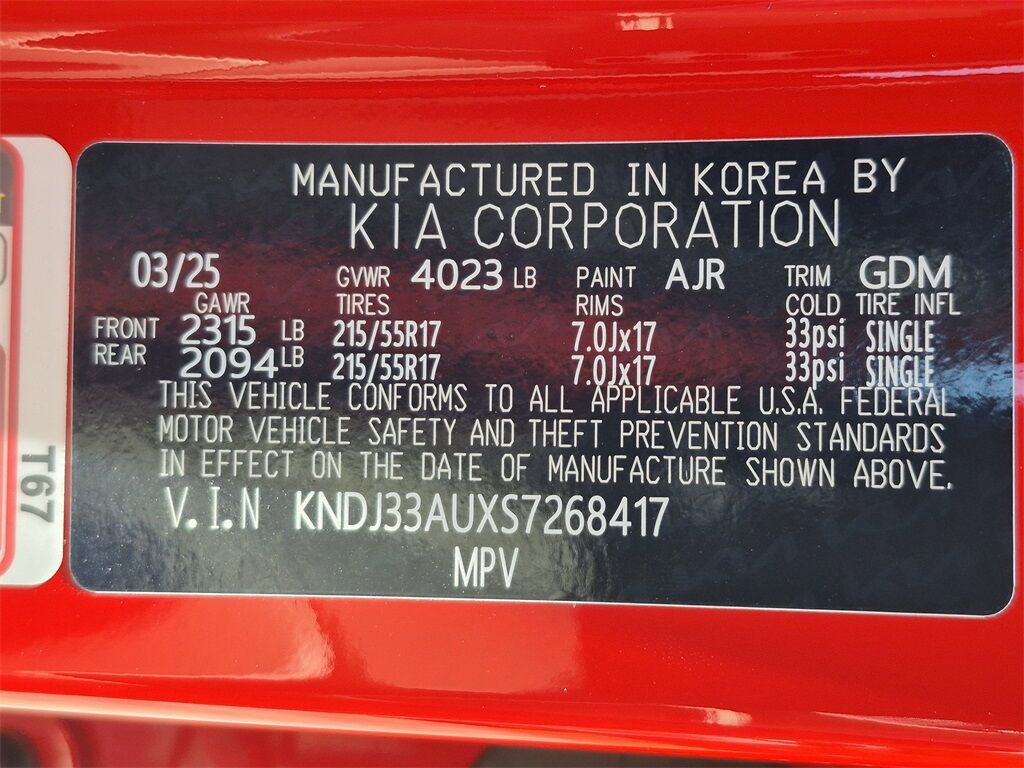 MANUFACTURED IN KOREA BY
KIA CORPORATION
03/25 GVWR 4023 LB PAINT AJR TRIM GDM
GAWR TIRES RIMS COLD TIRE INFL
FRONT 2315 LB 215/55R17 7.0Jx17 33psi SINGLE
REAR 2094 LB 215/55R17 7.0Jx17 33psi SINGLE
THIS VEHICLE CONFORMS TO ALL APPLICABLE U.S.A. FEDERAL
MOTOR VEHICLE SAFETY AND THEFT PREVENTION STANDARDS
IN EFFECT ON THE DATE OF MANUFACTURE SHOWN ABOVE.
V.I.N KNDJ33AUXS7268417
MPV
T67